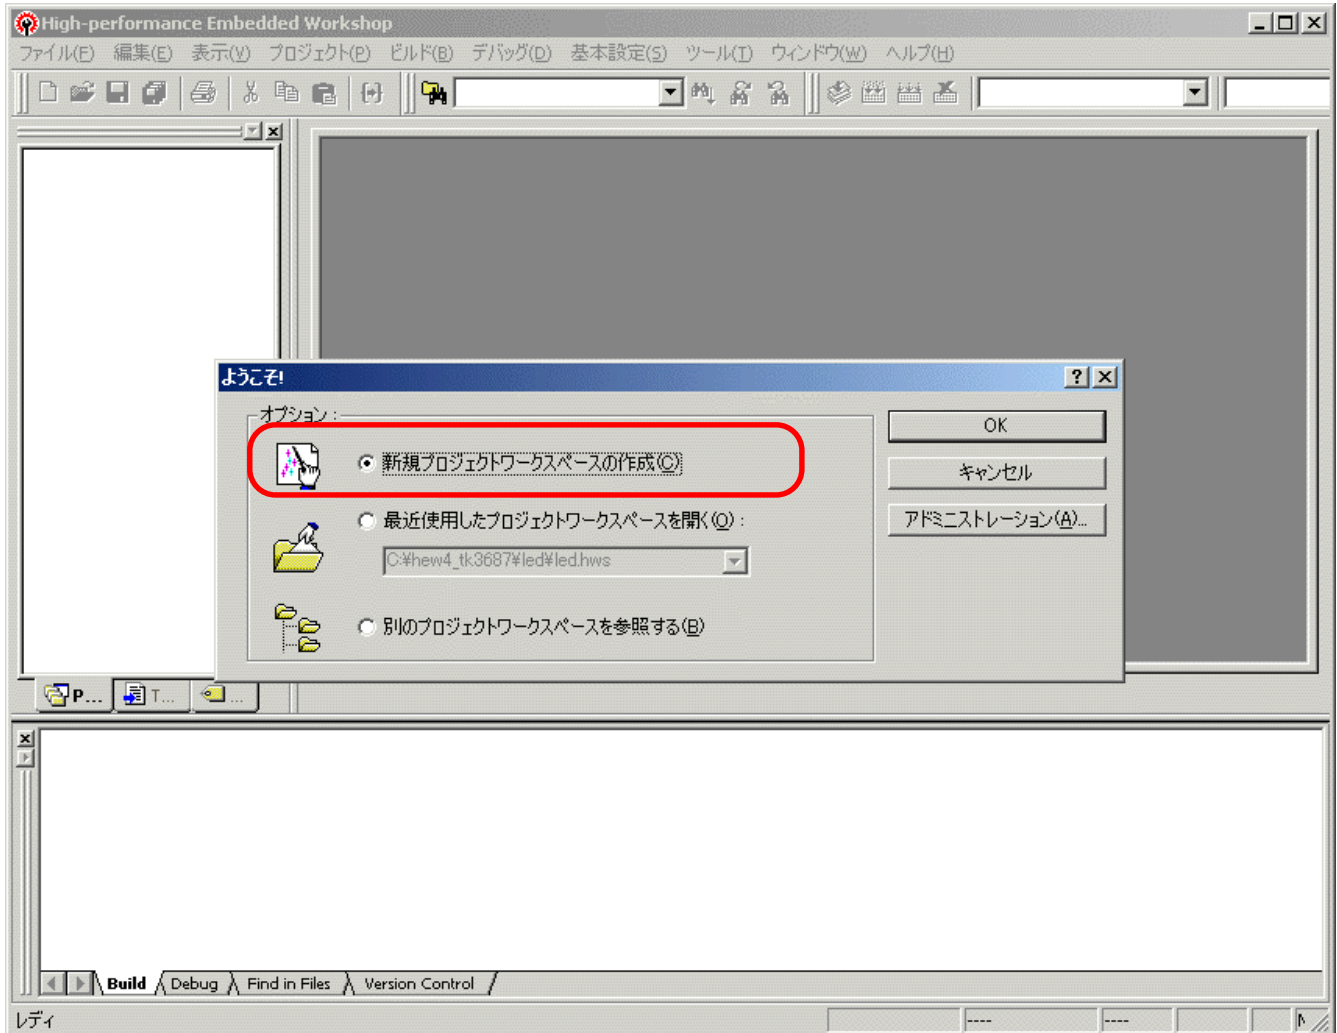 High-performance Embedded Workshop
ファイル(F) 編集(E) 表示(V) プロジェクト(P) ビルド(B) デバッグ(D) 基本設定(S) ツール(T) ウィンドウ(W) ヘルプ(H)
ようこそ!
オプション :
新規プロジェクトワークスペースの作成(C)
最近使用したプロジェクトワークスペースを開く(O) :
C:¥hew4_tk3687¥led¥led.hws
別のプロジェクトワークスペースを参照する(B)
OK
キャンセル
アドミニストレーション(A)...
P... T... ...
Build Debug Find in Files Version Control
レディ ---- ----